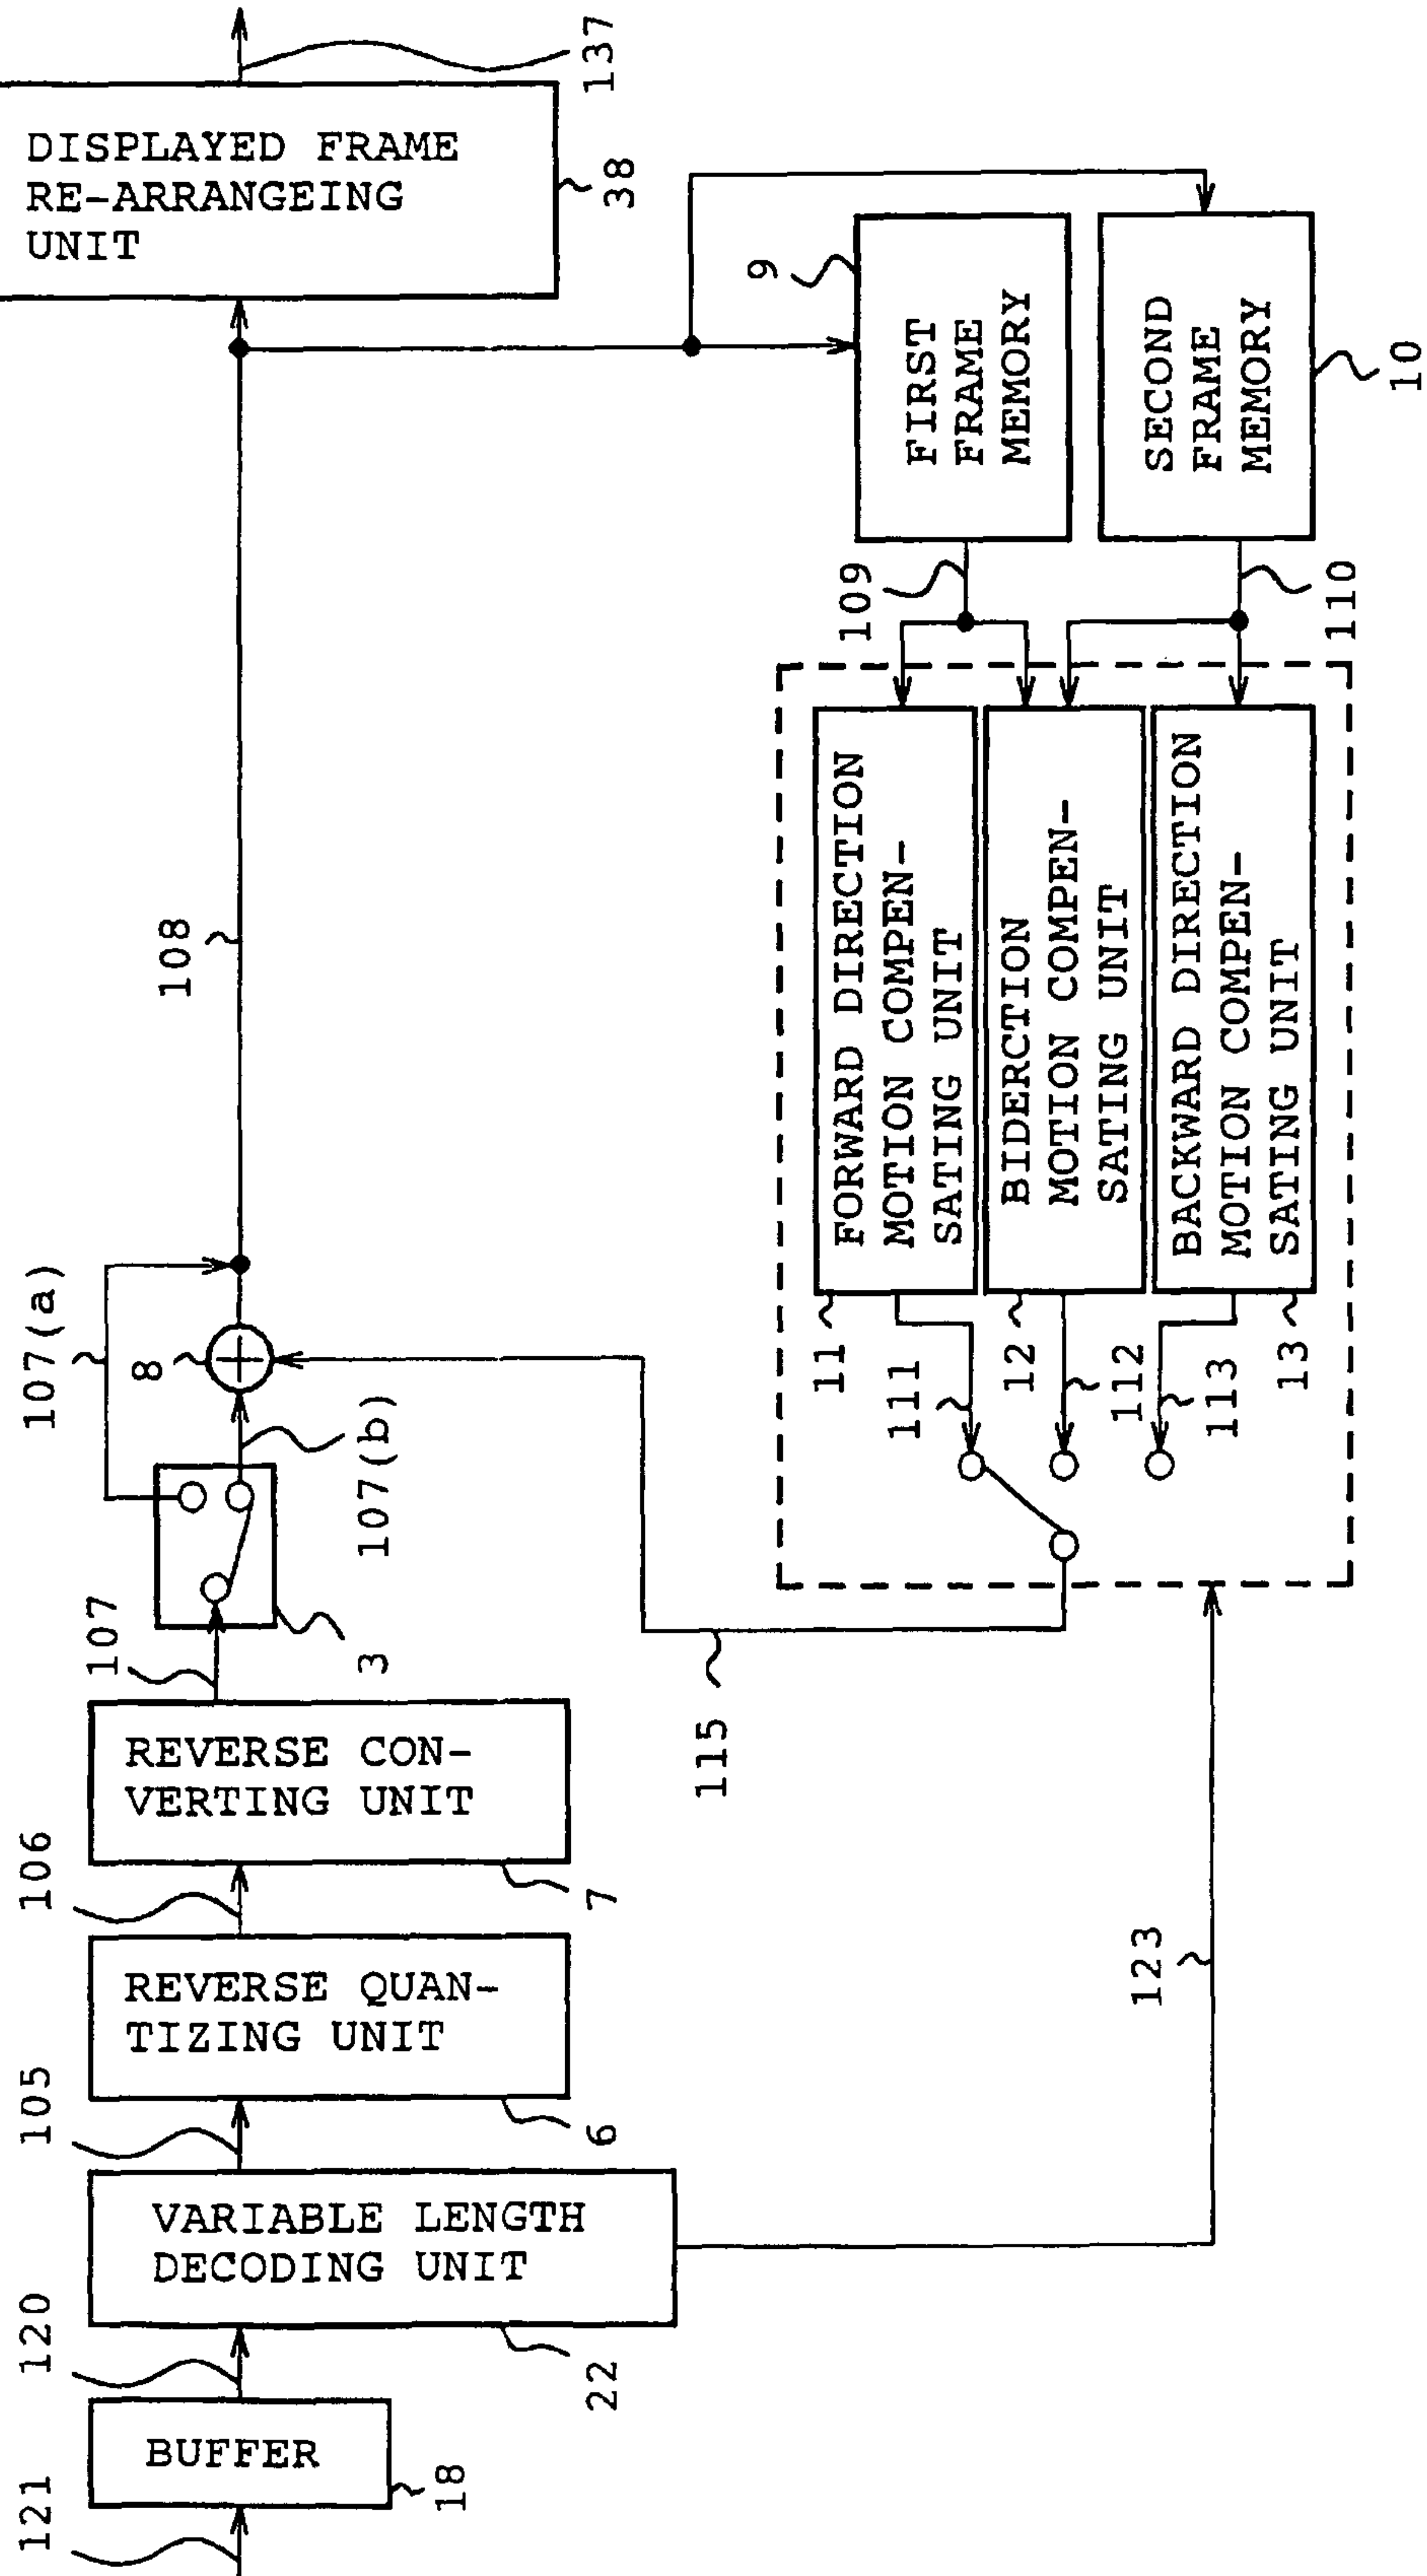 121
BUFFER
18
120
VARIABLE LENGTH
DECODING UNIT
22
105
REVERSE QUAN-
TIZING UNIT
6
106
REVERSE CON-
VERTING UNIT
7
107
3
107(a)
107(b)
8
108
DISPLAYED FRAME
RE-ARRANGEING
UNIT
38
137
9
FIRST
FRAME
MEMORY
SECOND
FRAME
MEMORY
10
109
110
FORWARD DIRECTION
MOTION COMPEN-
SATING UNIT
BIDERCTION
MOTION COMPEN-
SATING UNIT
BACKWARD DIRECTION
MOTION COMPEN-
SATING UNIT
11
111
12
112
113
13
115
123